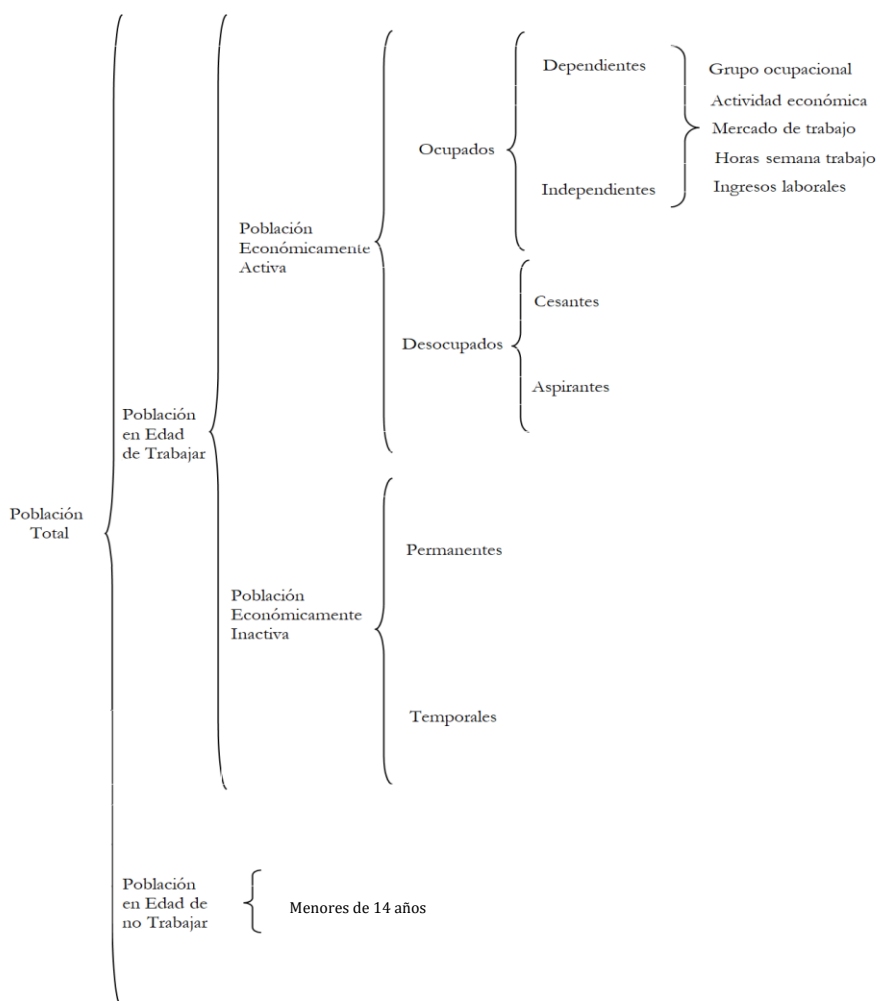 Dependientes
Grupo ocupacional
Actividad económica
Mercado de trabajo
Horas semana trabajo
Ingresos laborales
Ocupados
Independientes
Población
Económicamente
Activa
Cesantes
Desocupados
Aspirantes
Población
en Edad
de Trabajar
Población
Total
Permanentes
Población
Económicamente
Inactiva
Temporales
Población
en Edad de
no Trabajar
Menores de 14 años